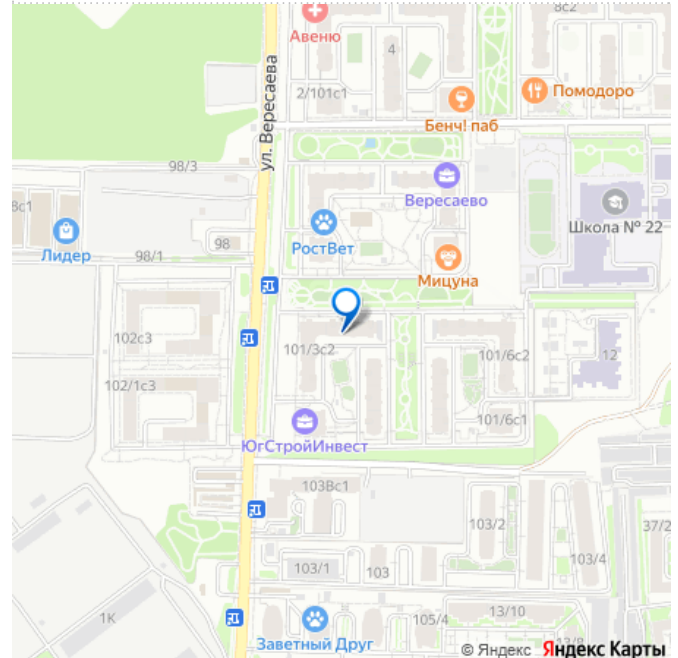 8с2
Авеню
4
2/101с1
Помодоро
Бенч! паб
ул. Вересаева
98/3
Вересаево
8с1
Школа № 22
98
РостВет
Лидер
98/1
Мицуна
102с3
101/3с2
101/6с2
12
102/1с3
101/6с1
ЮгСтройИнвест
103Вс1
103/2
37/2
103/1
103
103/4
1К
105/4
13/10
Заветный Друг
13/8
© Яндекс Яндекс Карты